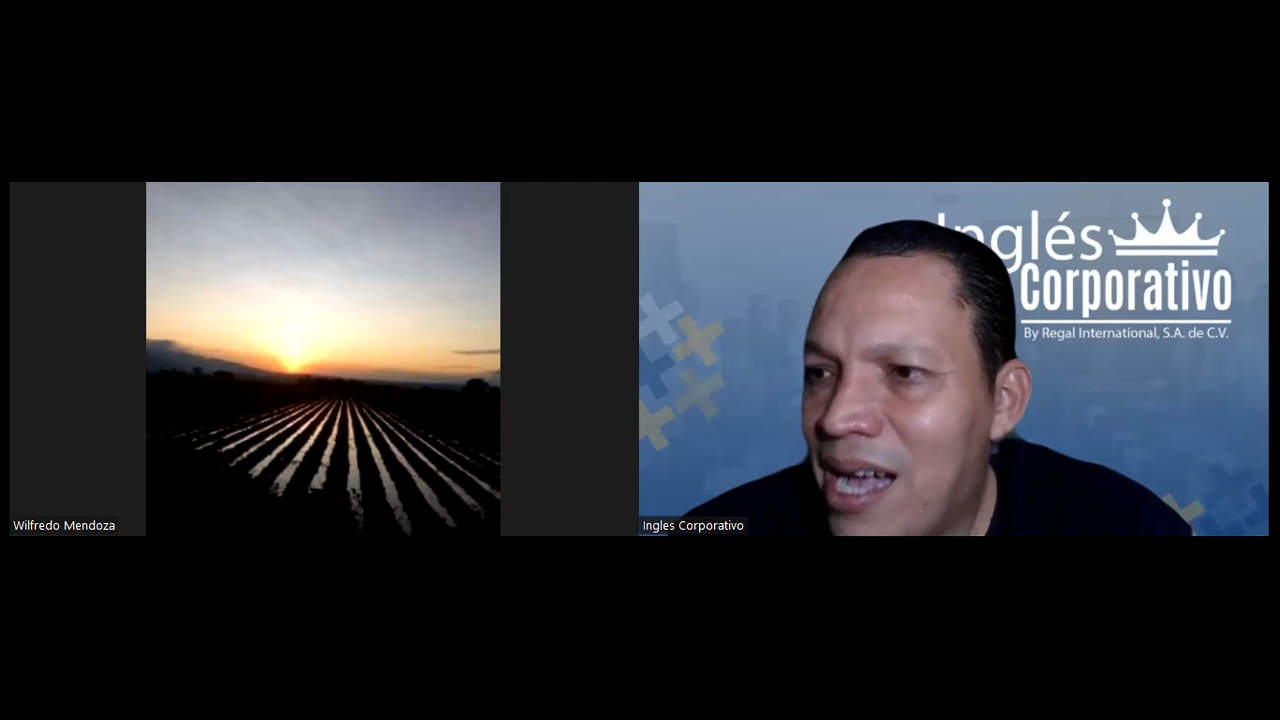 Inglés
Corporativo
By Regal International, S.A. de C.V.
Wilfredo Mendoza
Ingles Corporativo